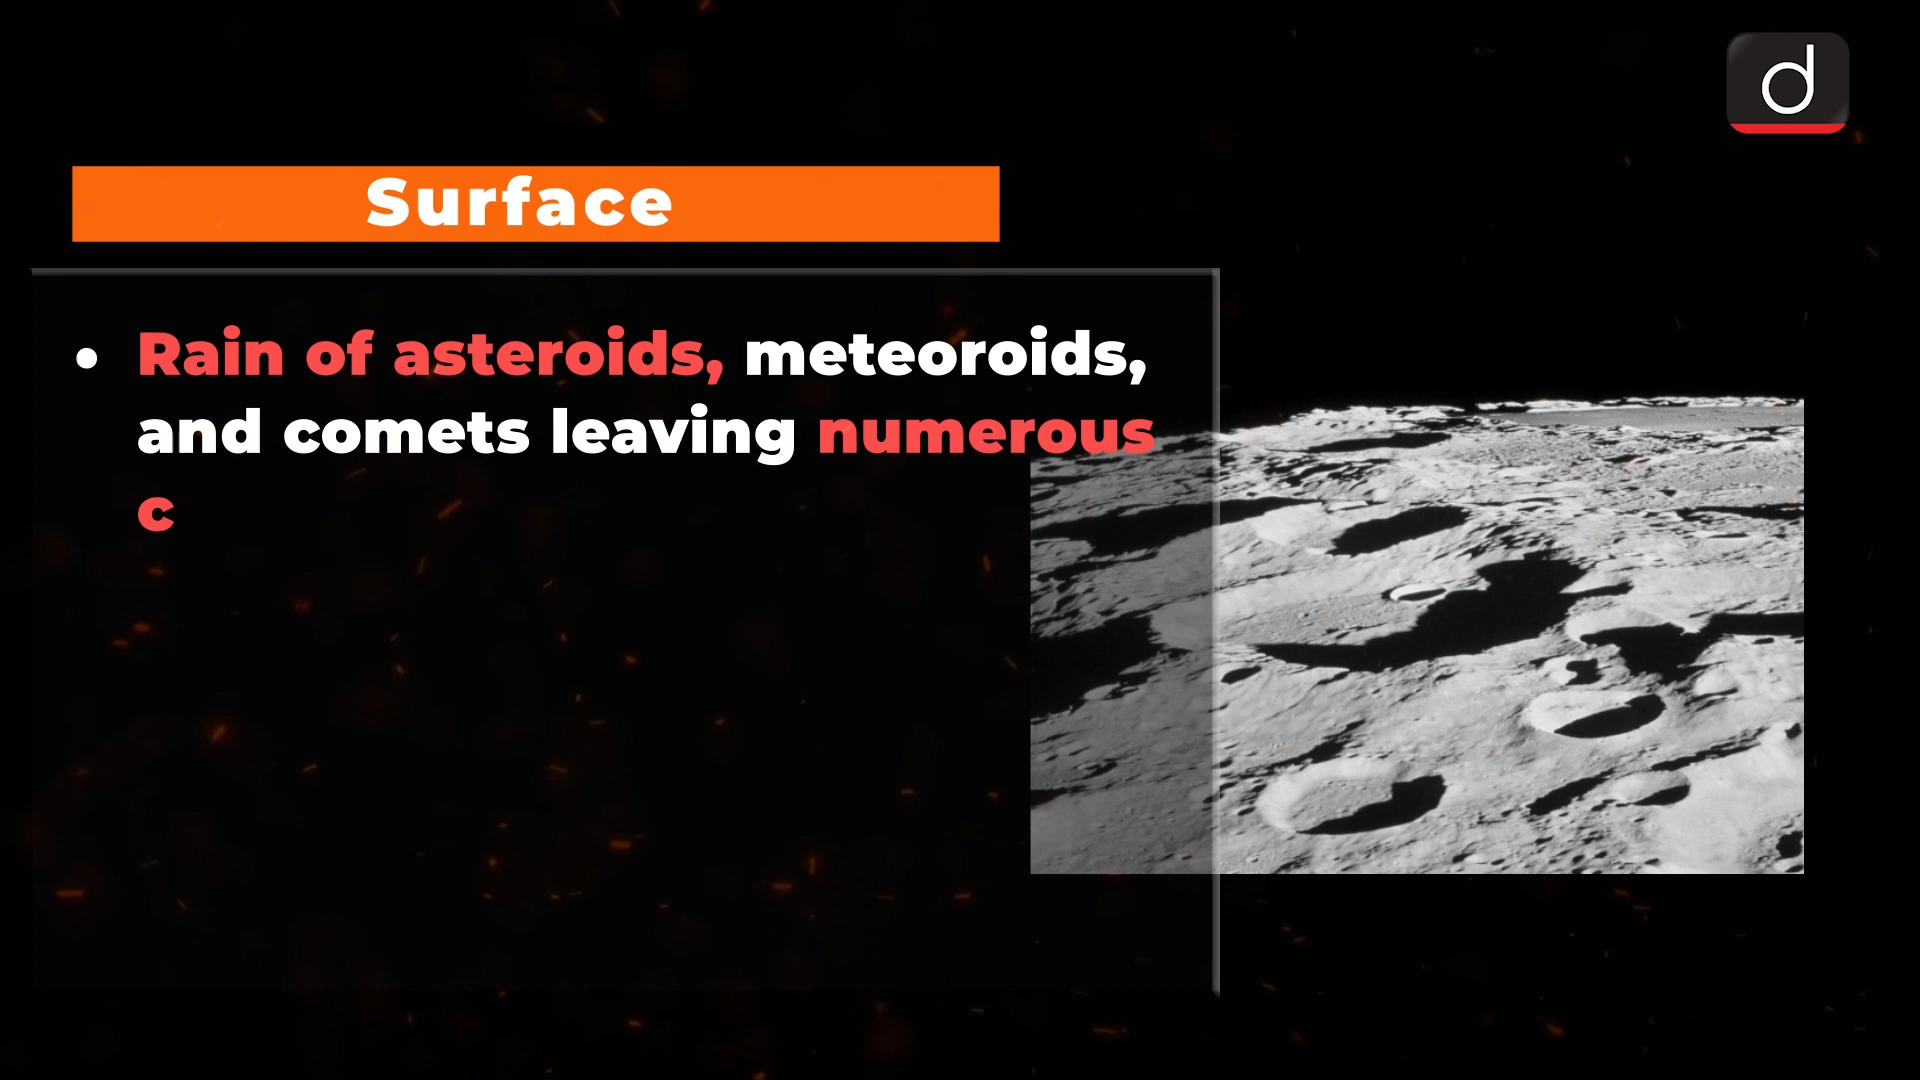 d
Surface
• Rain of asteroids, meteoroids,
and comets leaving numerous
c